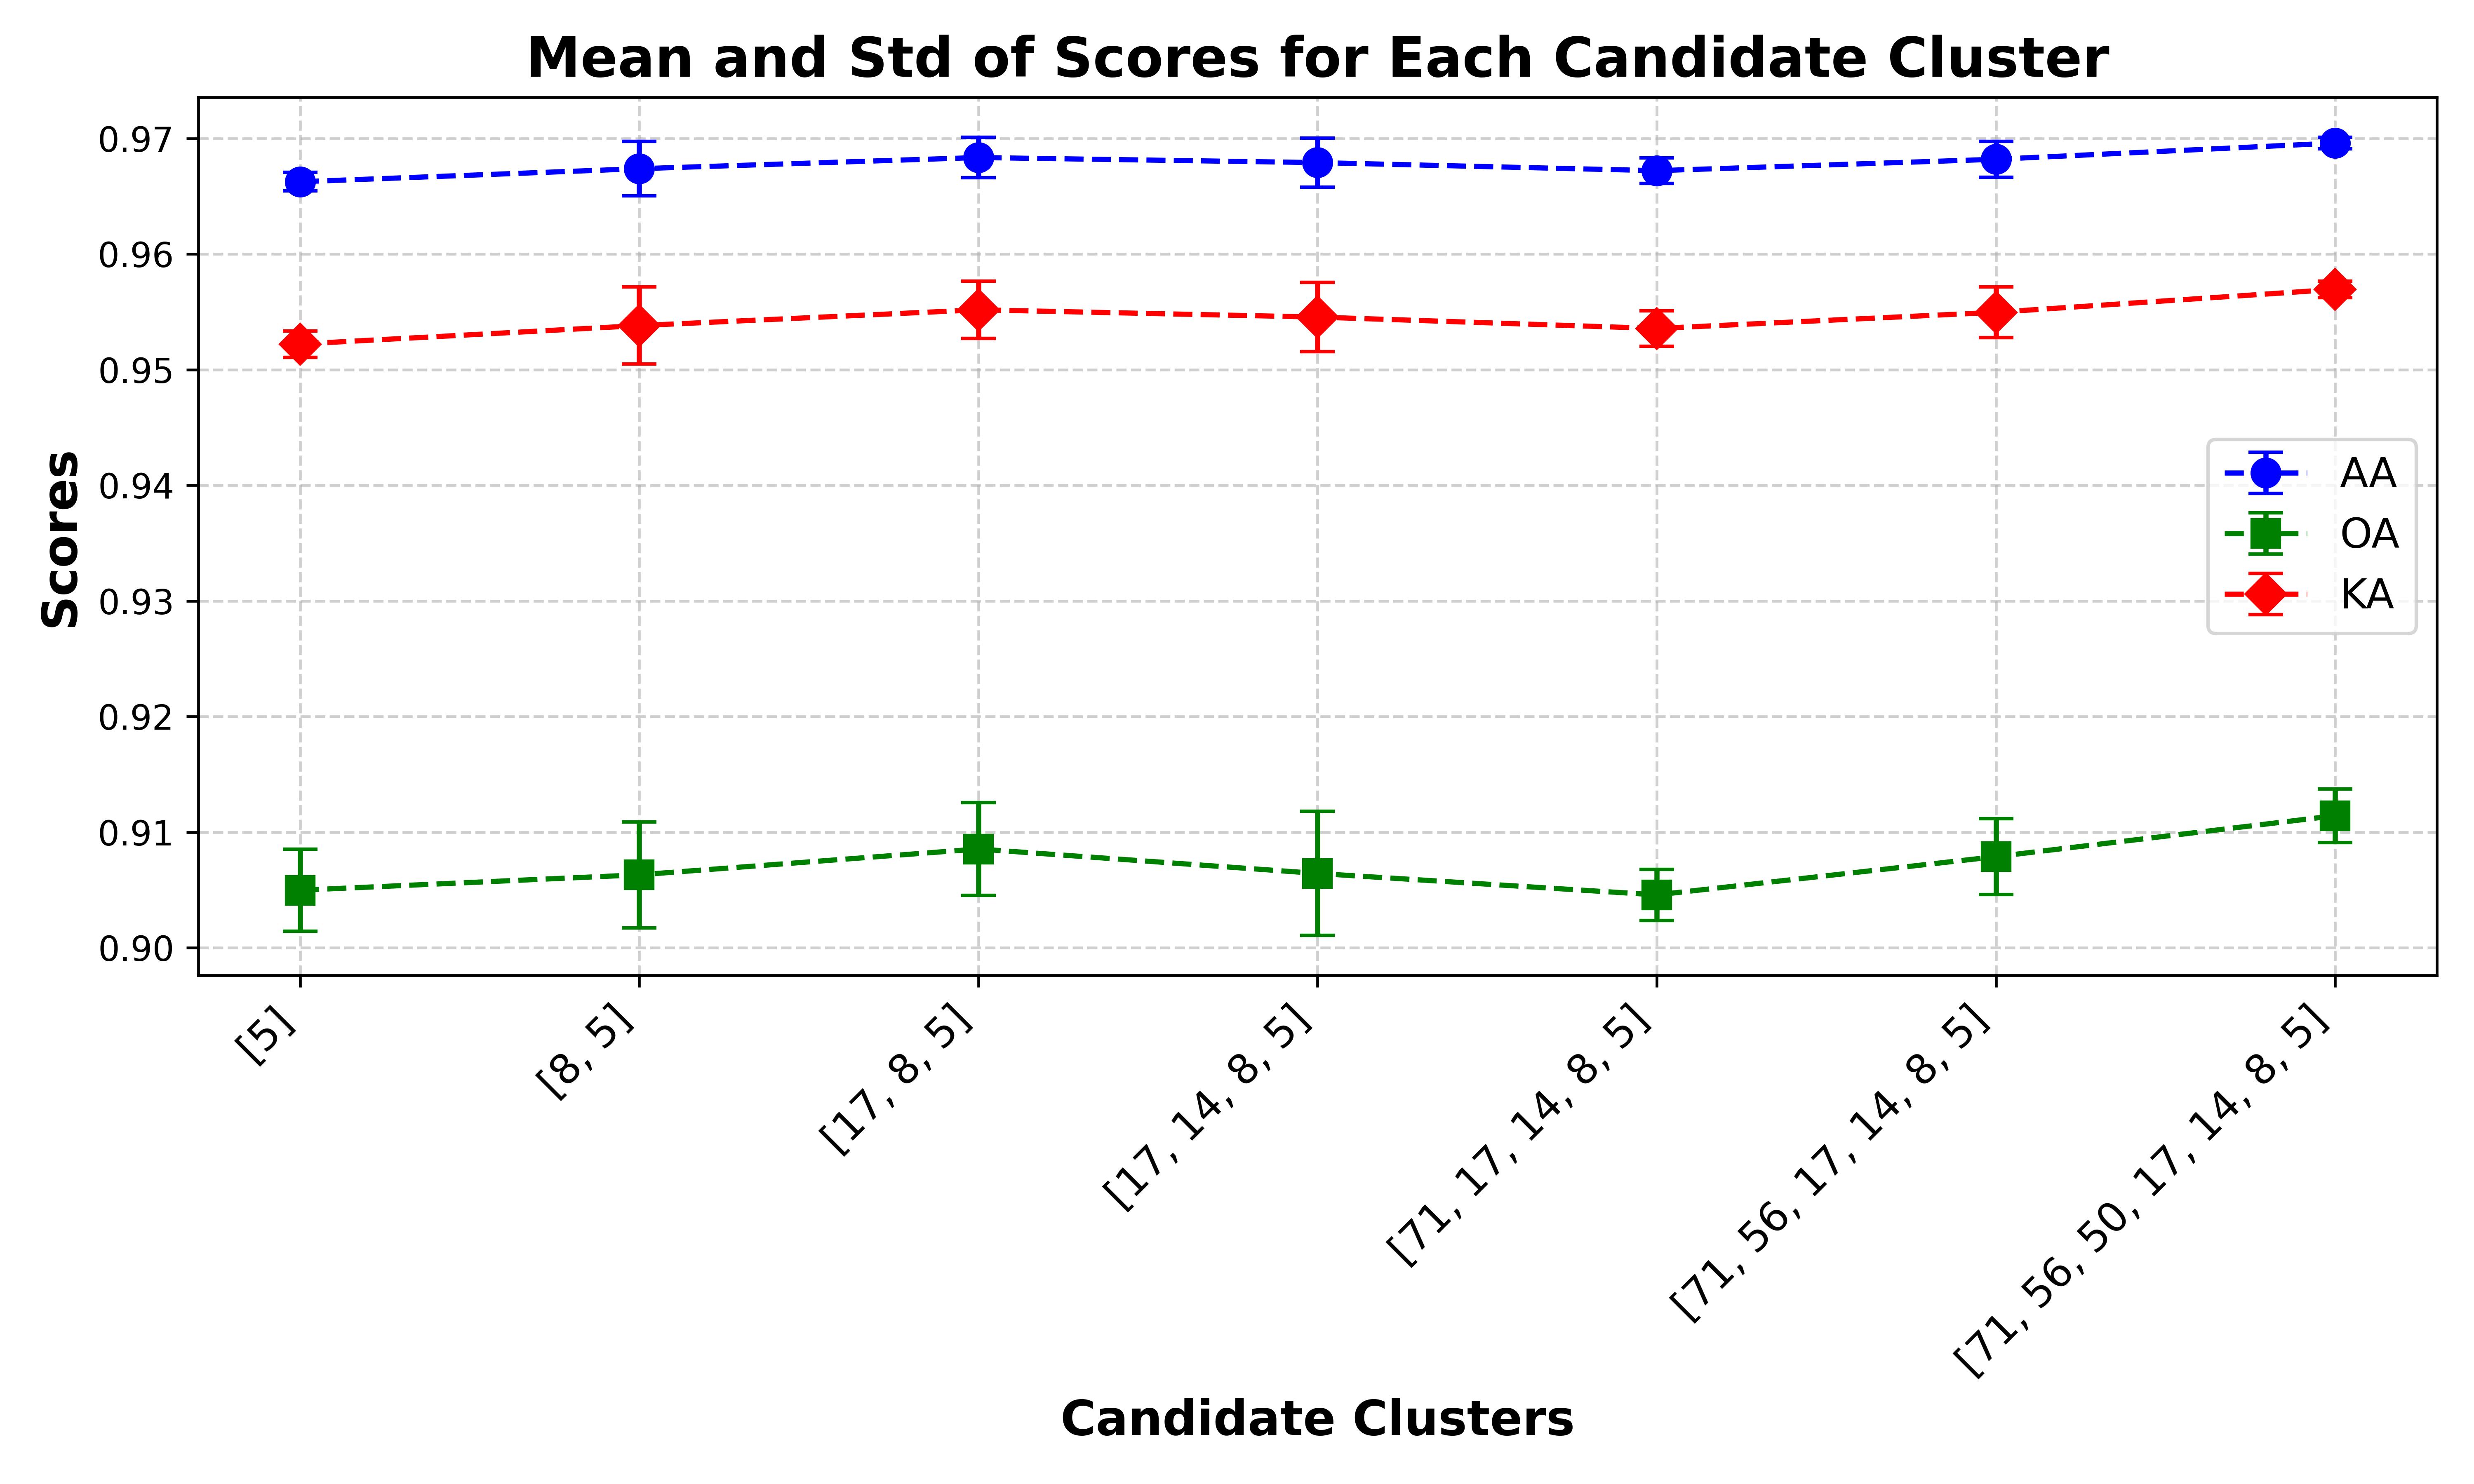 Mean and Std of Scores for Each Candidate Cluster
0.97
0.96
0.95
0.94
0.93
0.92
0.91
0.90
Scores
AA
OA
KA
[5]
[8, 5]
[17, 8, 5]
[17, 14, 8, 5]
[71, 17, 14, 8, 5]
[71, 56, 17, 14, 8, 5]
[71, 56, 50, 17, 14, 8, 5]
Candidate Clusters